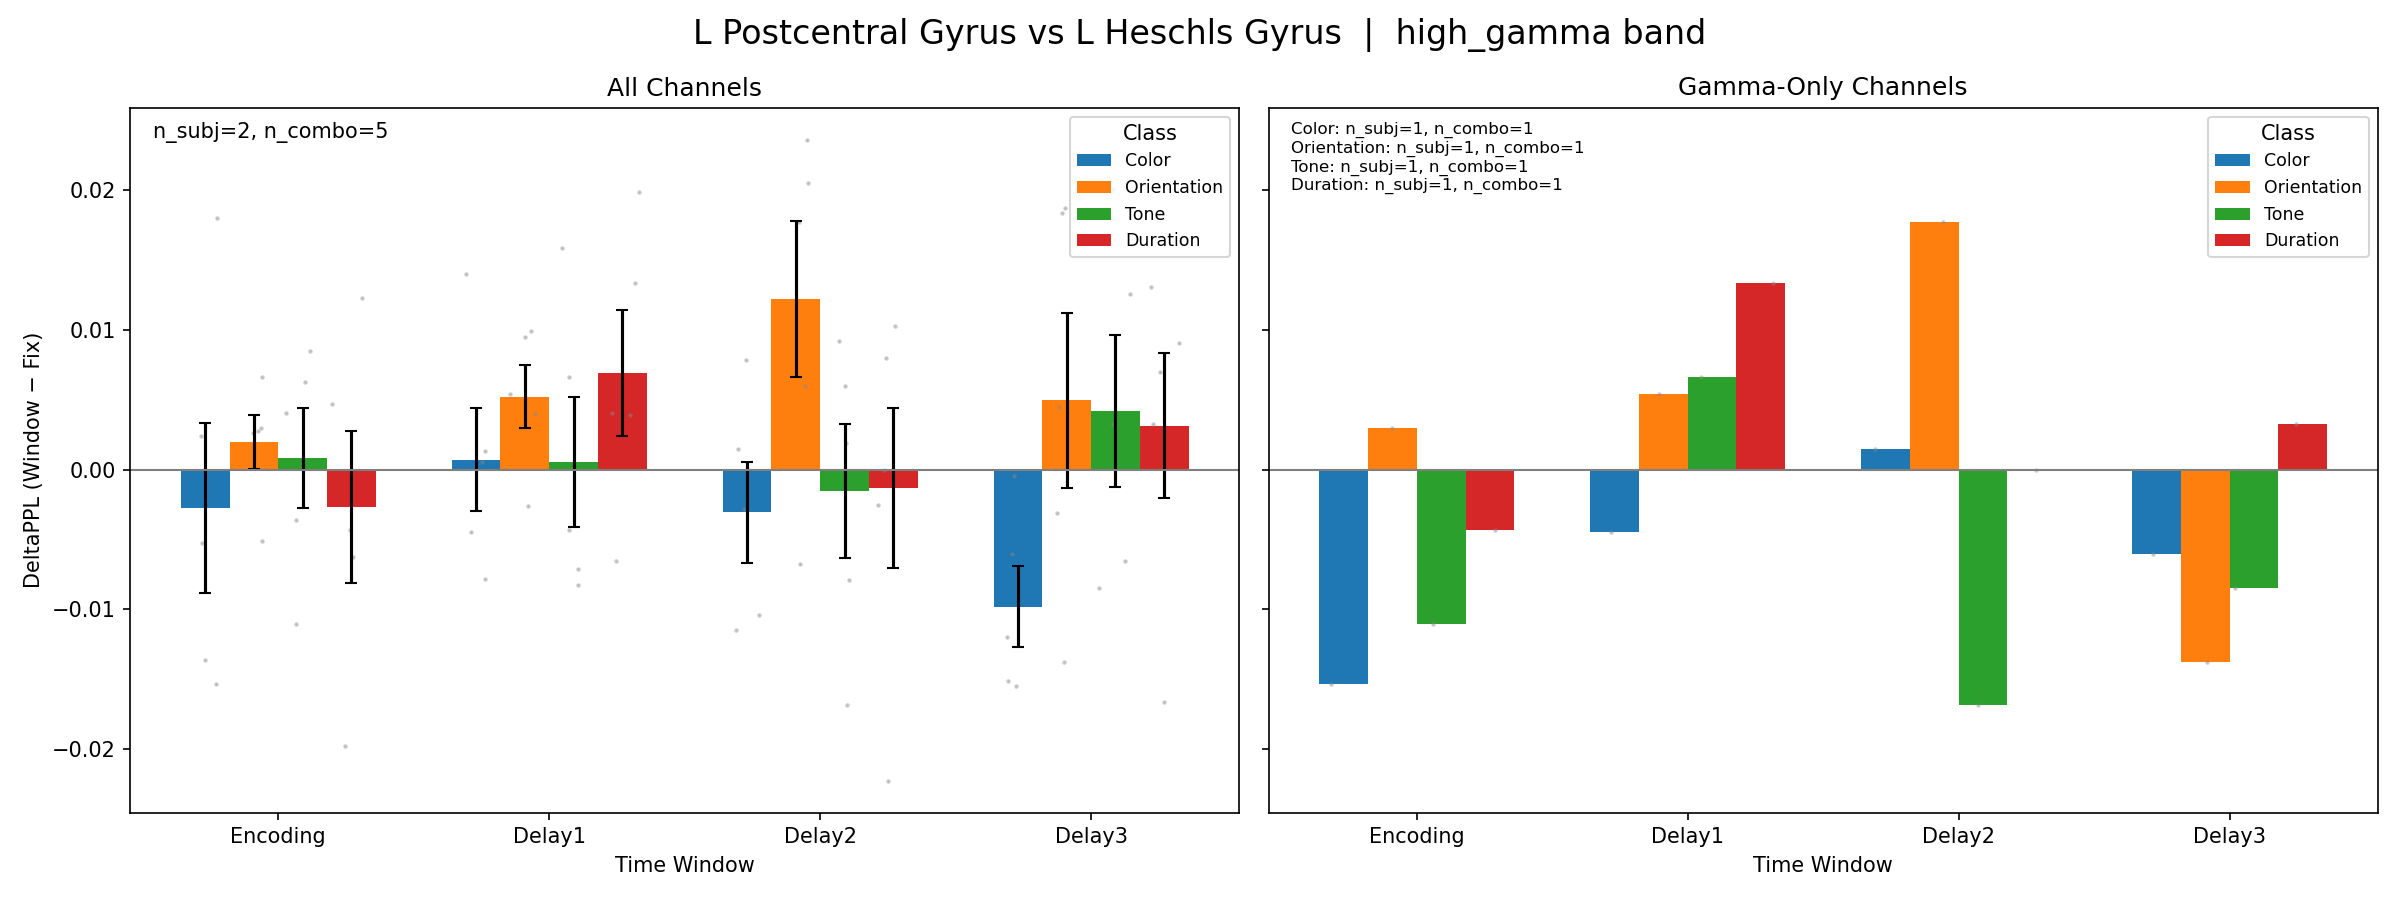 L Postcentral Gyrus vs L Heschls Gyrus | high_gamma band
All Channels
n_subj=2, n_combo=5
Class
Color
Orientation
Tone
Duration
DeltaPPL (Window − Fix)
0.02
0.01
0.00
−0.01
−0.02
Encoding
Delay1
Delay2
Delay3
Time Window
Gamma-Only Channels
Color: n_subj=1, n_combo=1
Orientation: n_subj=1, n_combo=1
Tone: n_subj=1, n_combo=1
Duration: n_subj=1, n_combo=1
Class
Color
Orientation
Tone
Duration
Encoding
Delay1
Delay2
Delay3
Time Window